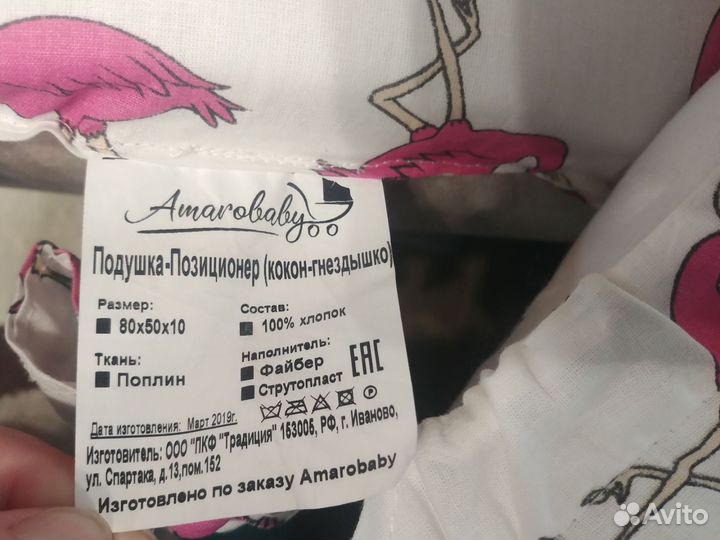 Amarobaby
Подушка-Позиционер (кокон-гнездышко)
Размер:
80х50х10
Состав:
100% хлопок
Ткань:
Поплин
Наполнитель:
Файбер
Струтопласт
EAC
Дата изготовления: Март 2019г.
Изготовитель: ООО "ПКФ "Традиция" 153005, РФ, г. Иваново,
ул. Спартака, д.13,пом.152
Изготовлено по заказу Amarobaby
Avito